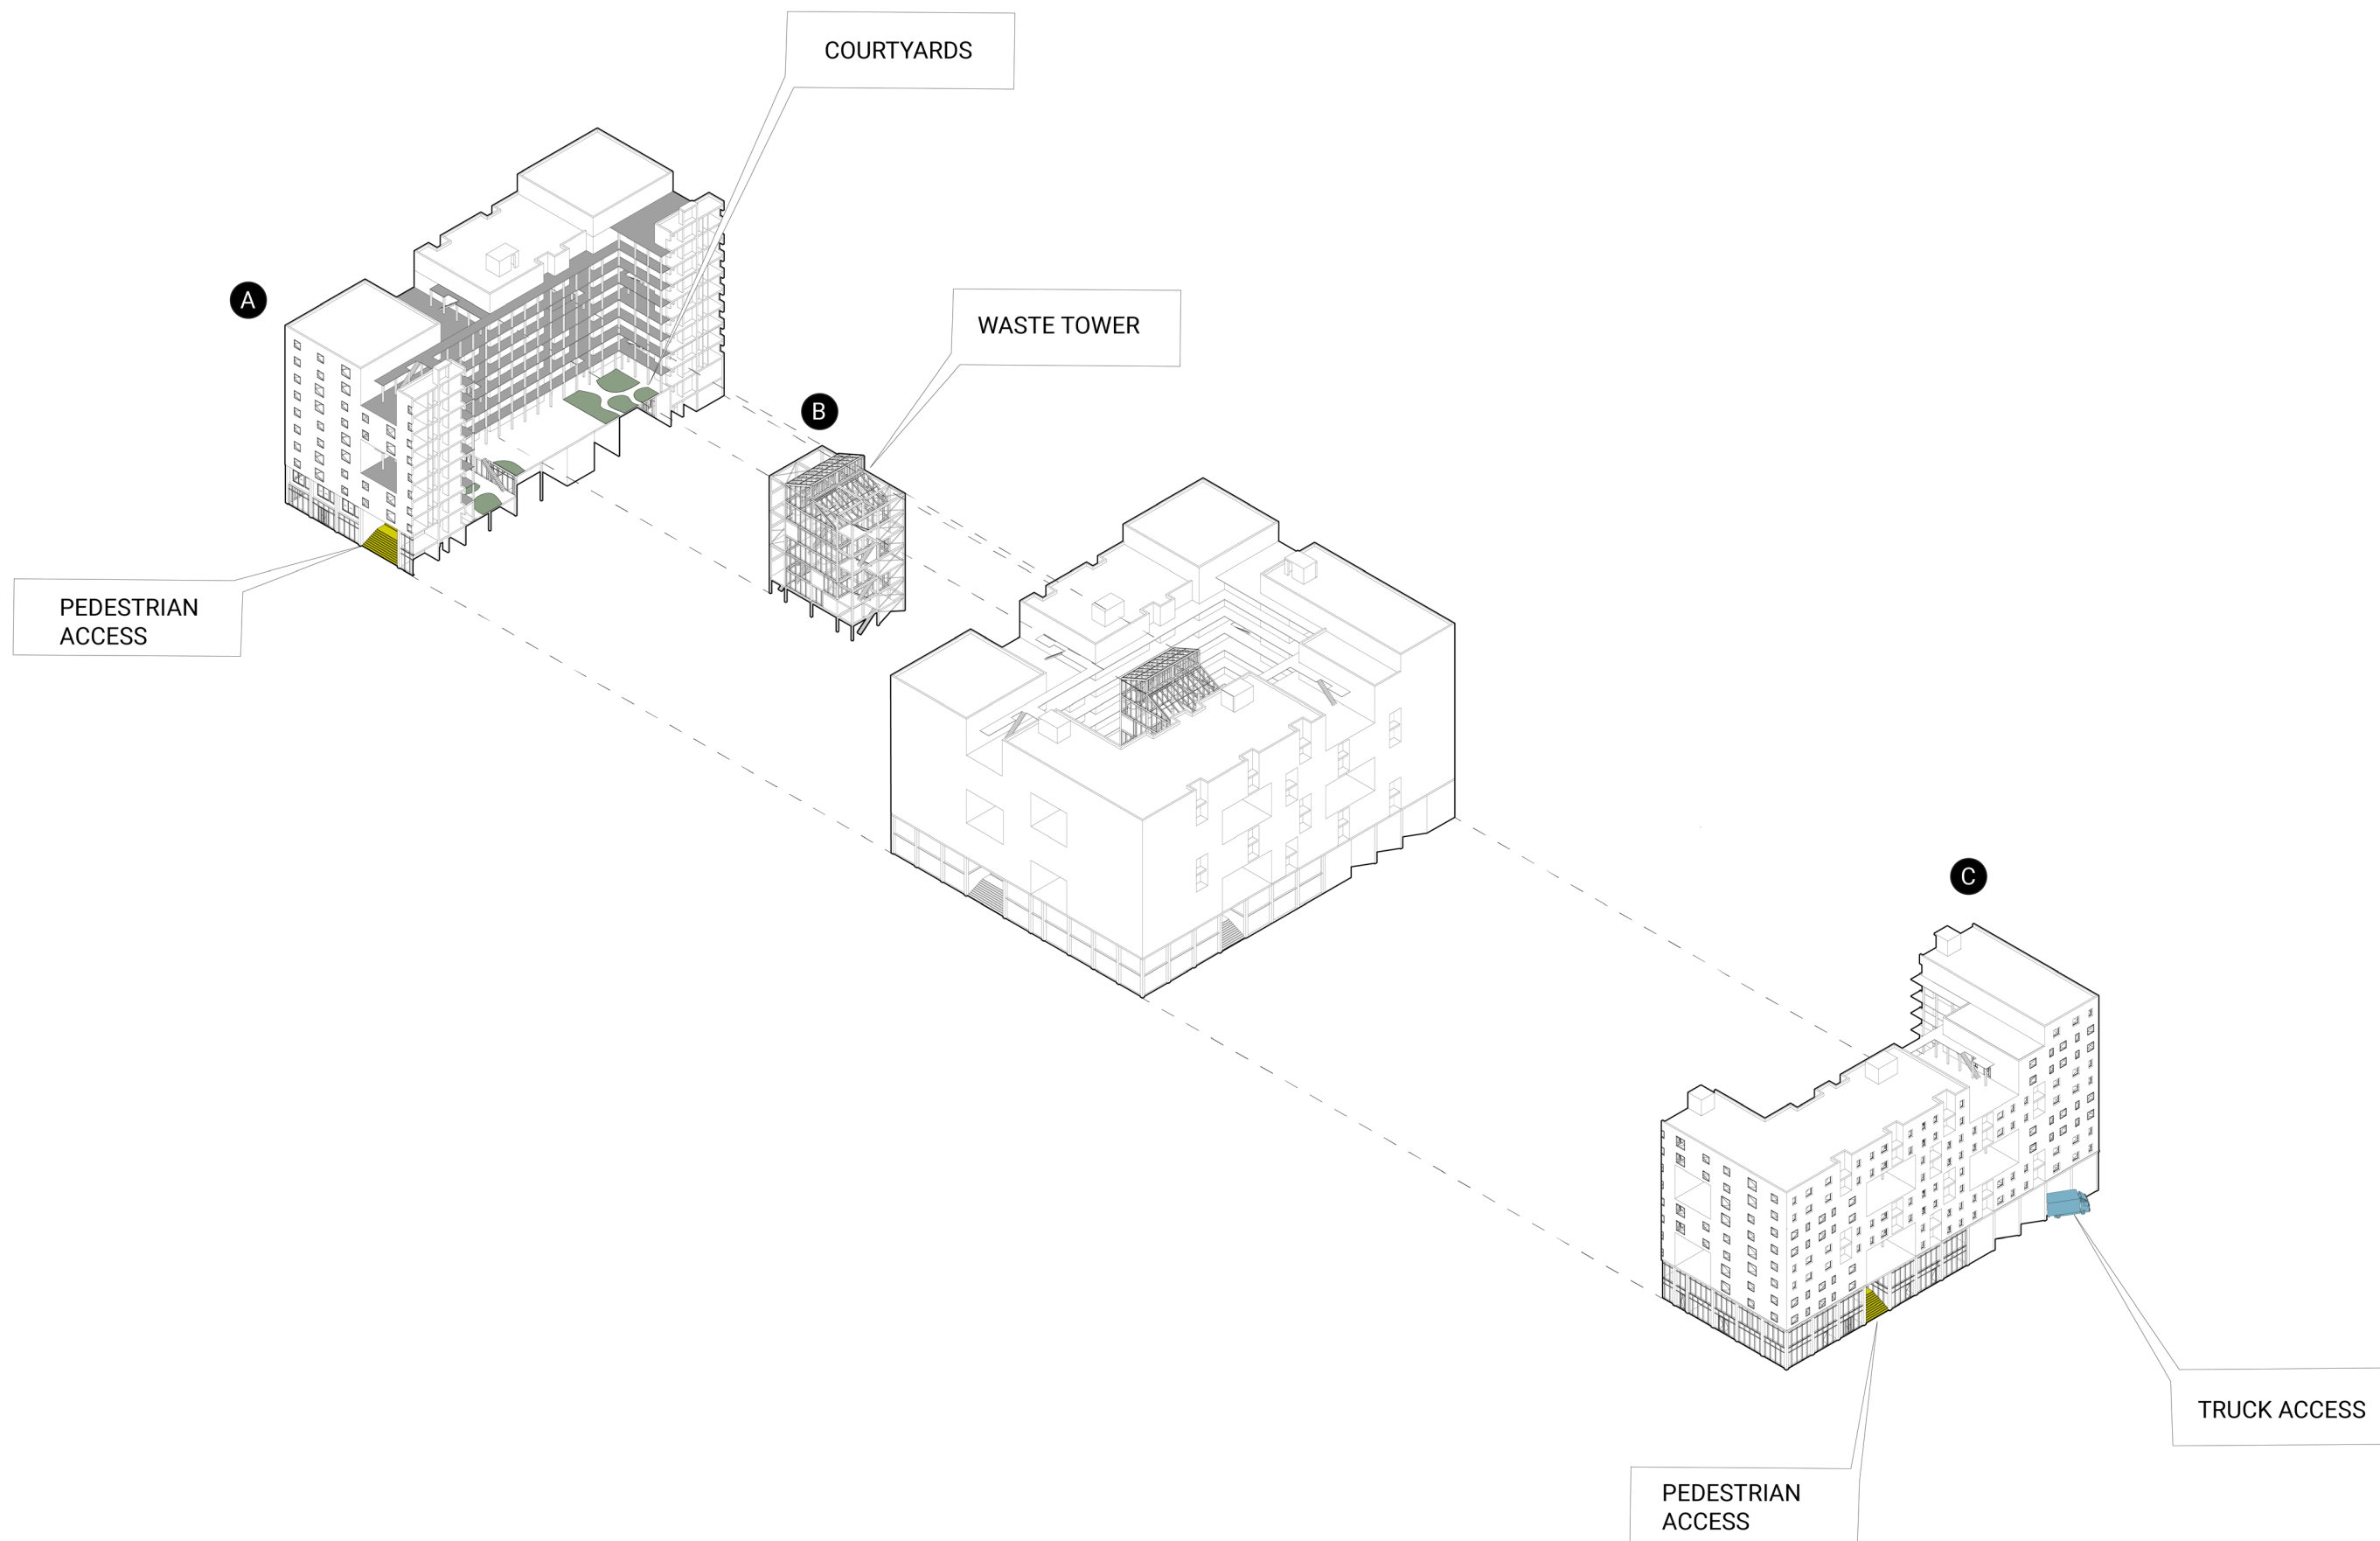 COURTYARDS
A
WASTE TOWER
B
PEDESTRIAN
ACCESS
C
TRUCK ACCESS
PEDESTRIAN
ACCESS